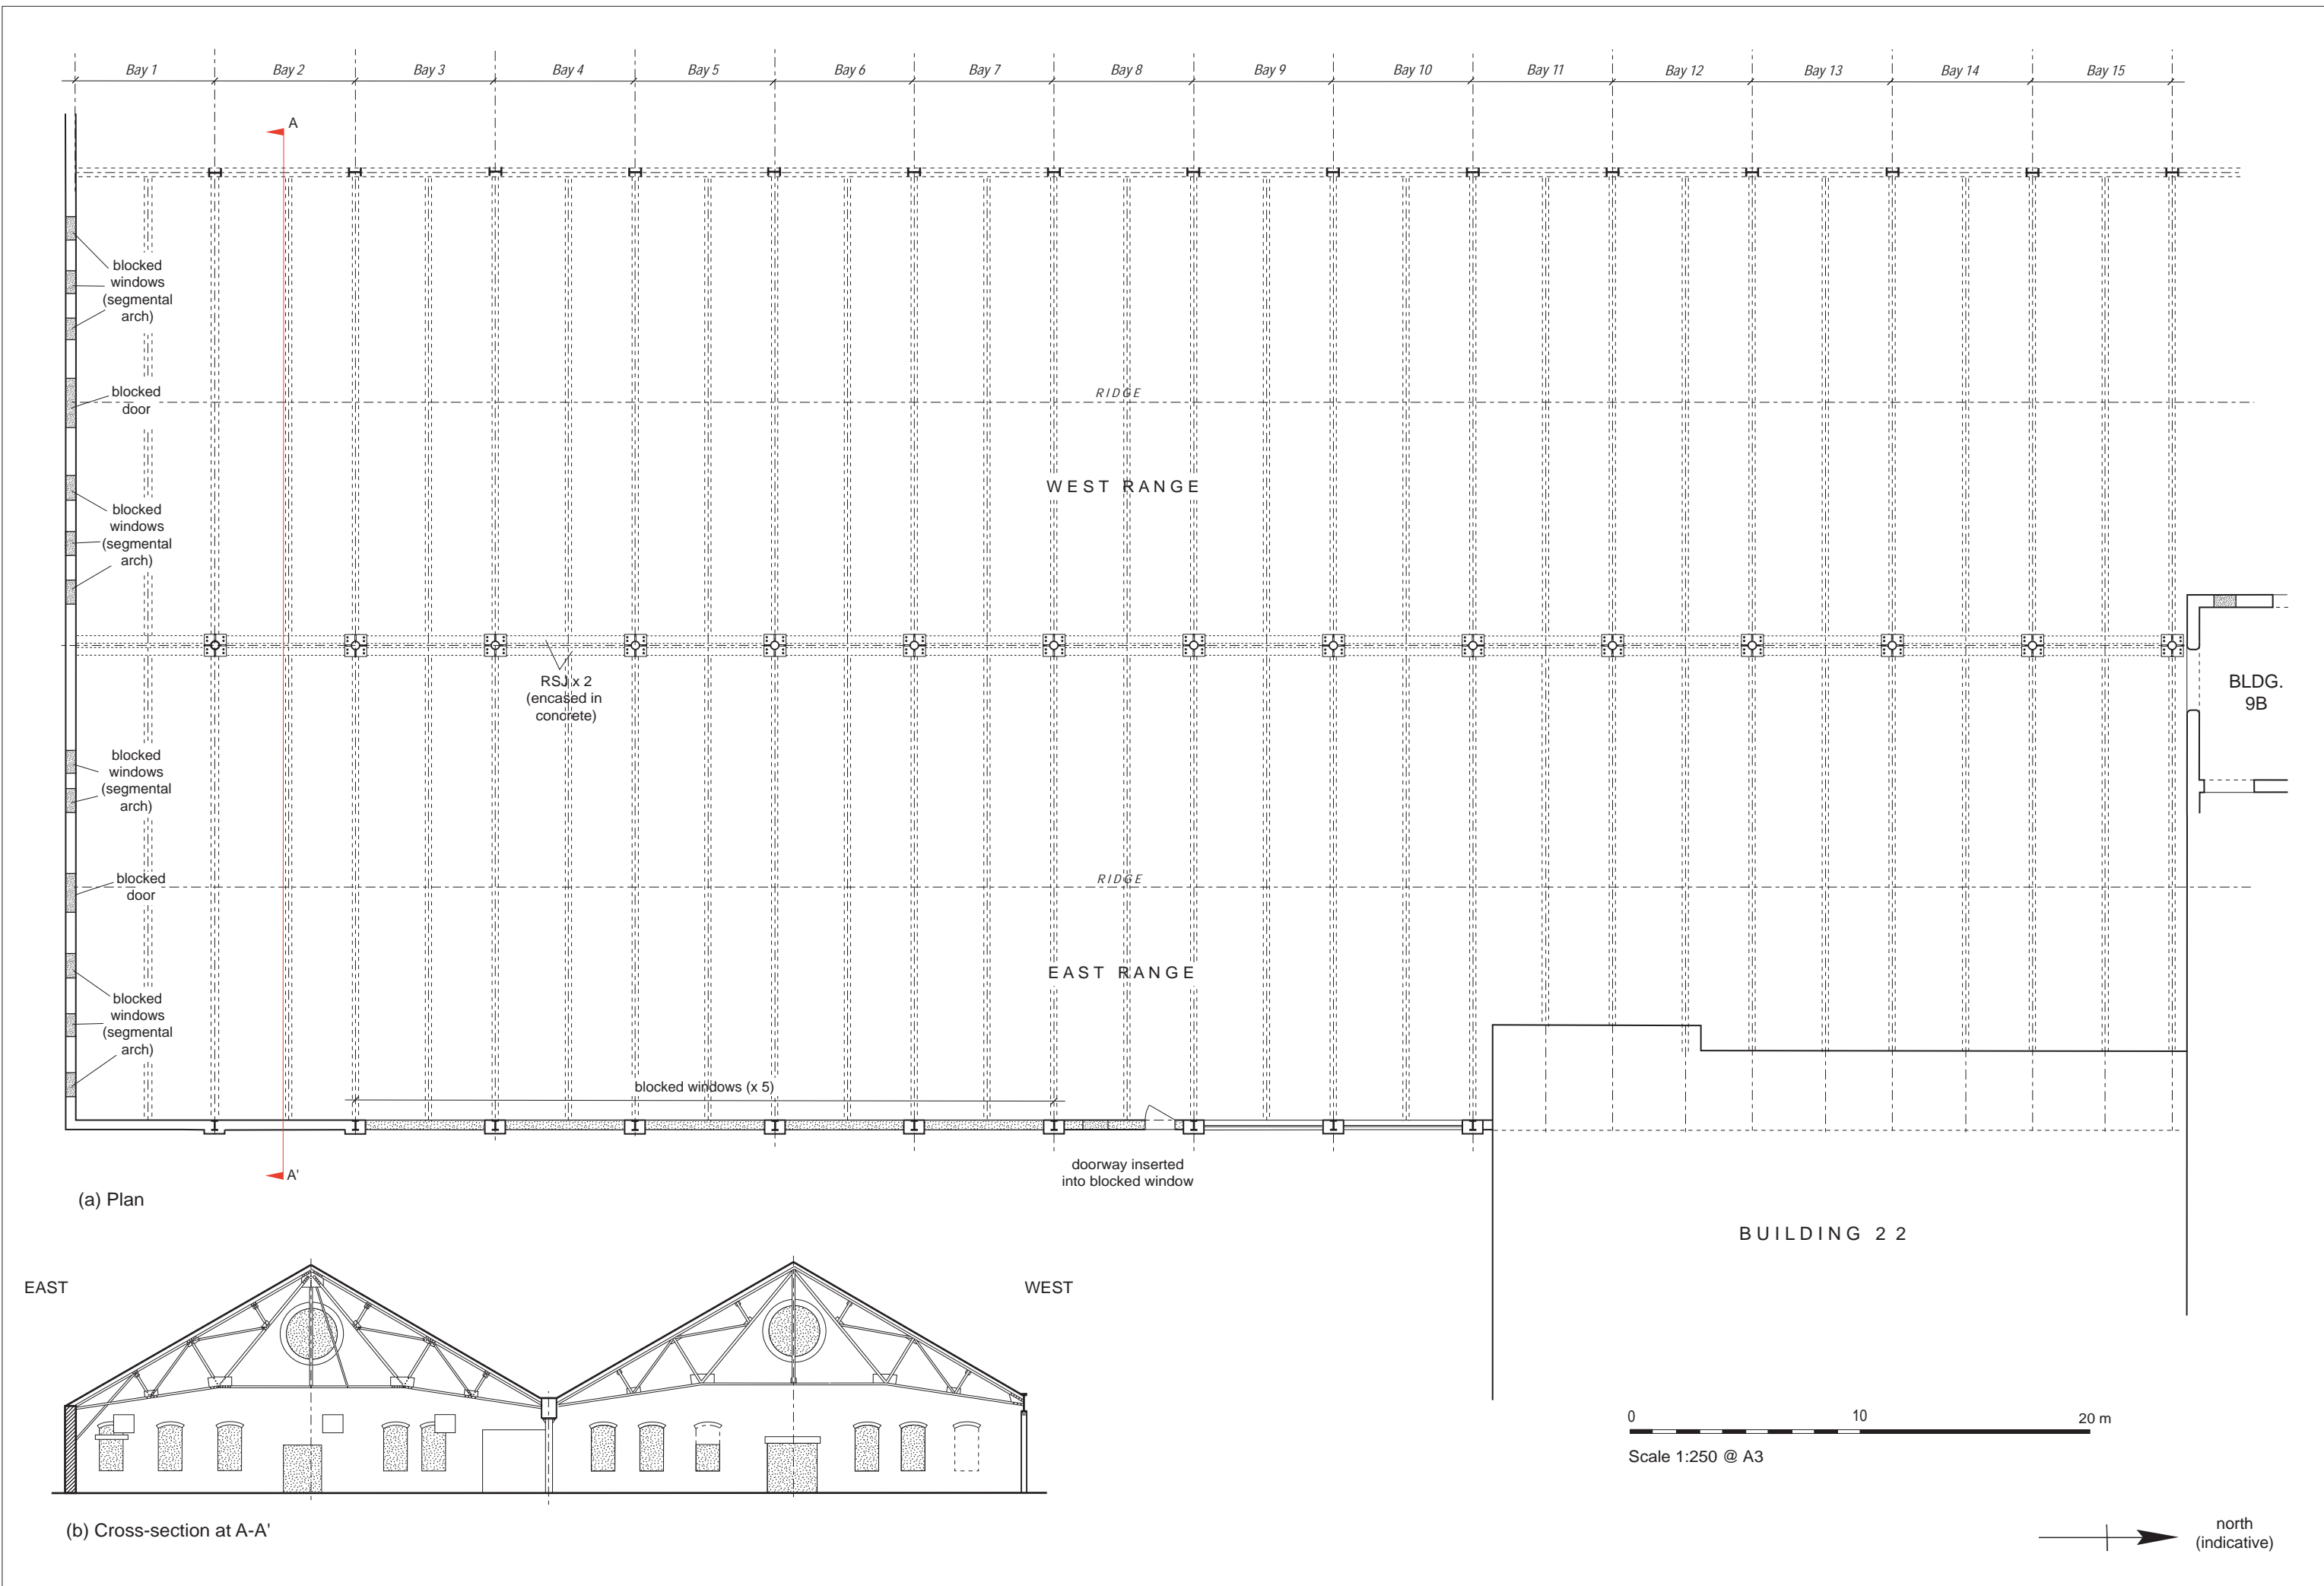 Bay 1
Bay 2
Bay 3
Bay 4
Bay 5
Bay 6
Bay 7
Bay 8
Bay 9
Bay 10
Bay 11
Bay 12
Bay 13
Bay 14
Bay 15
A
blocked
windows
(segmental
arch)
blocked
door
RIDGE
WEST RANGE
blocked
windows
(segmental
arch)
RSJ x 2
(encased in
concrete)
BLDG.
9B
blocked
windows
(segmental
arch)
blocked
door
RIDGE
EAST RANGE
blocked
windows
(segmental
arch)
blocked windows (x 5)
A'
doorway inserted
into blocked window
(a) Plan
BUILDING 22
EAST
WEST
0
10
20 m
Scale 1:250 @ A3
(b) Cross-section at A-A'
north
(indicative)